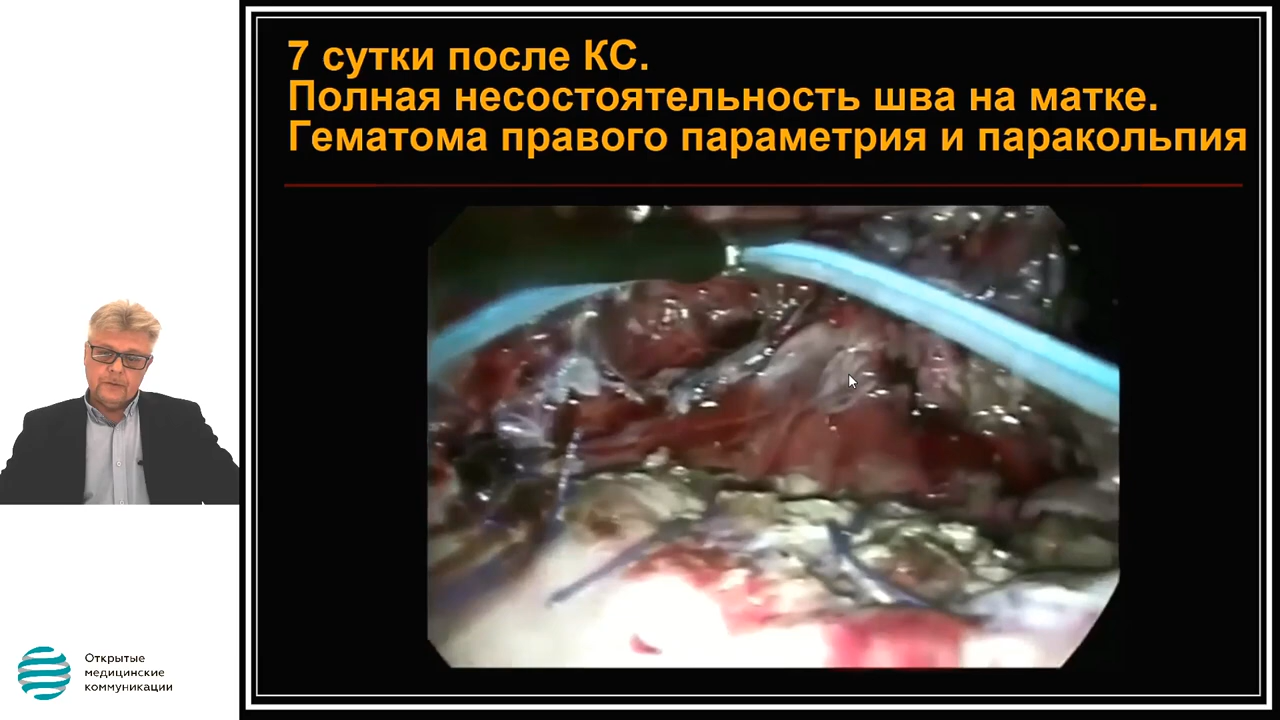 7 сутки после КС.
Полная несостоятельность шва на матке.
Гематома правого параметрия и паракольпия
Открытые
медицинские
коммуникации